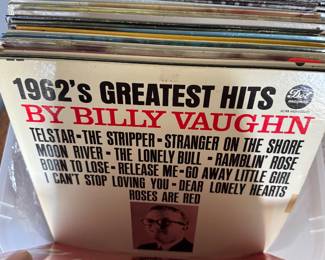 1962's GREATEST HITS
Dot
BY BILLY VAUGHN
TELSTAR • THE STRIPPER • STRANGER ON THE SHORE
MOON RIVER • THE LONELY BULL • RAMBLIN' ROSE
BORN TO LOSE • RELEASE ME • GO AWAY LITTLE GIRL
I CAN'T STOP LOVING YOU • DEAR LONELY HEARTS
ROSES ARE RED